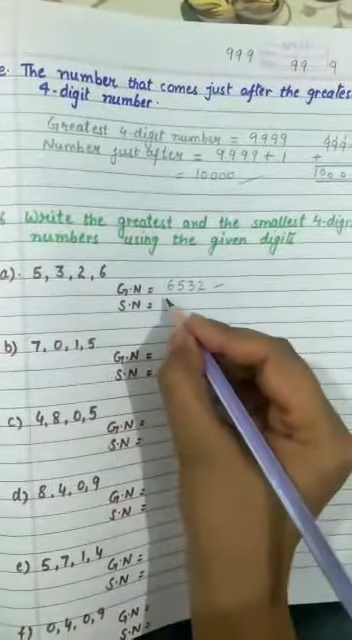 999 99 9
e. The number that comes just after the greates
4-digit number.
Greatest 4-digit number = 9999
Number just after = 9999 + 1
= 10000
+
Write the greatest and the smallest 4-digi
numbers using the given digits
a). 5, 3, 2, 6
G.N = 6532
S.N =
b) 7, 0, 1, 5
G.N =
S.N =
c) 4, 8, 0, 5
G.N =
S.N =
d) 8, 4, 0, 9
G.N =
S.N =
e) 5, 7, 1, 4
G.N =
S.N =
f) 0, 4, 0, 9
G.N =
S.N =